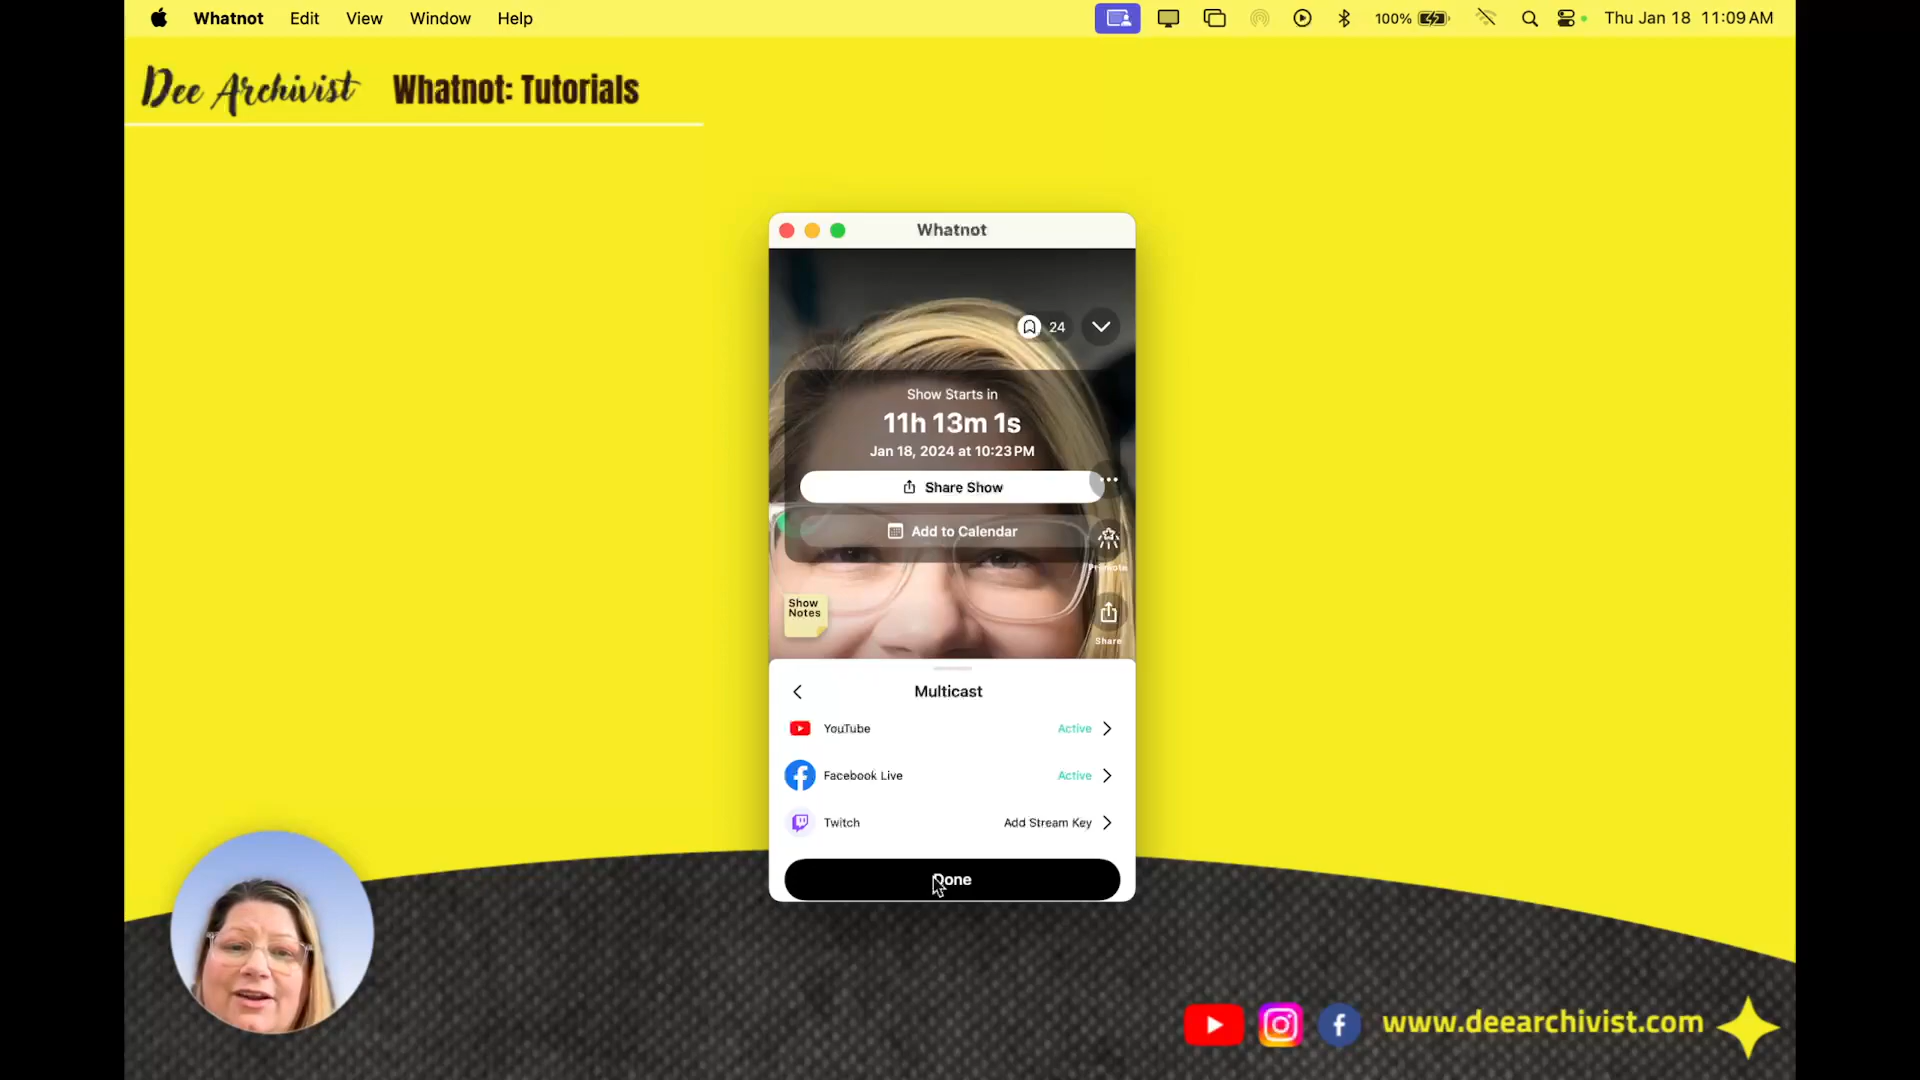 Whatnot Edit View Window Help
100% Thu Jan 18 11:09 AM
Dee Archivist Whatnot: Tutorials
Whatnot
24
Show Starts in
11h 13m 1s
Jan 18, 2024 at 10:23 PM
Share Show
Add to Calendar
Promote
Show
Notes
Share
Multicast
YouTube Active
Facebook Live Active
Twitch Add Stream Key
Done
www.deearchivist.com